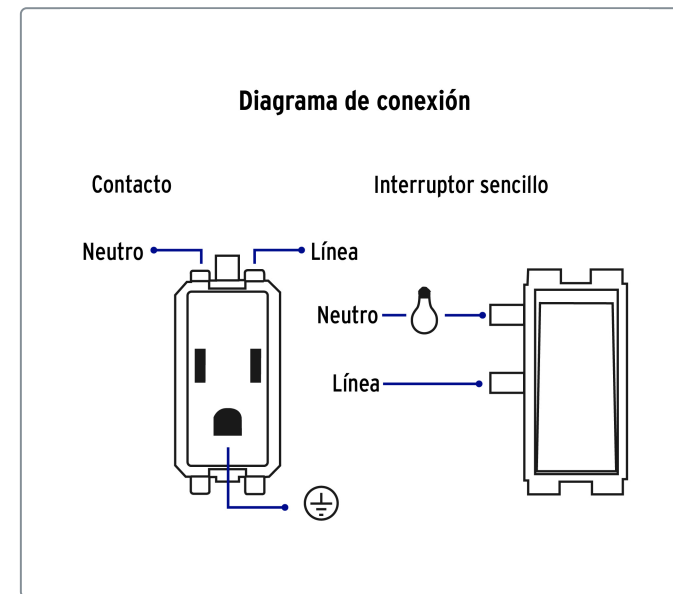 Diagrama de conexión
Contacto
Interruptor sencillo
Neutro
Línea
Neutro
Línea